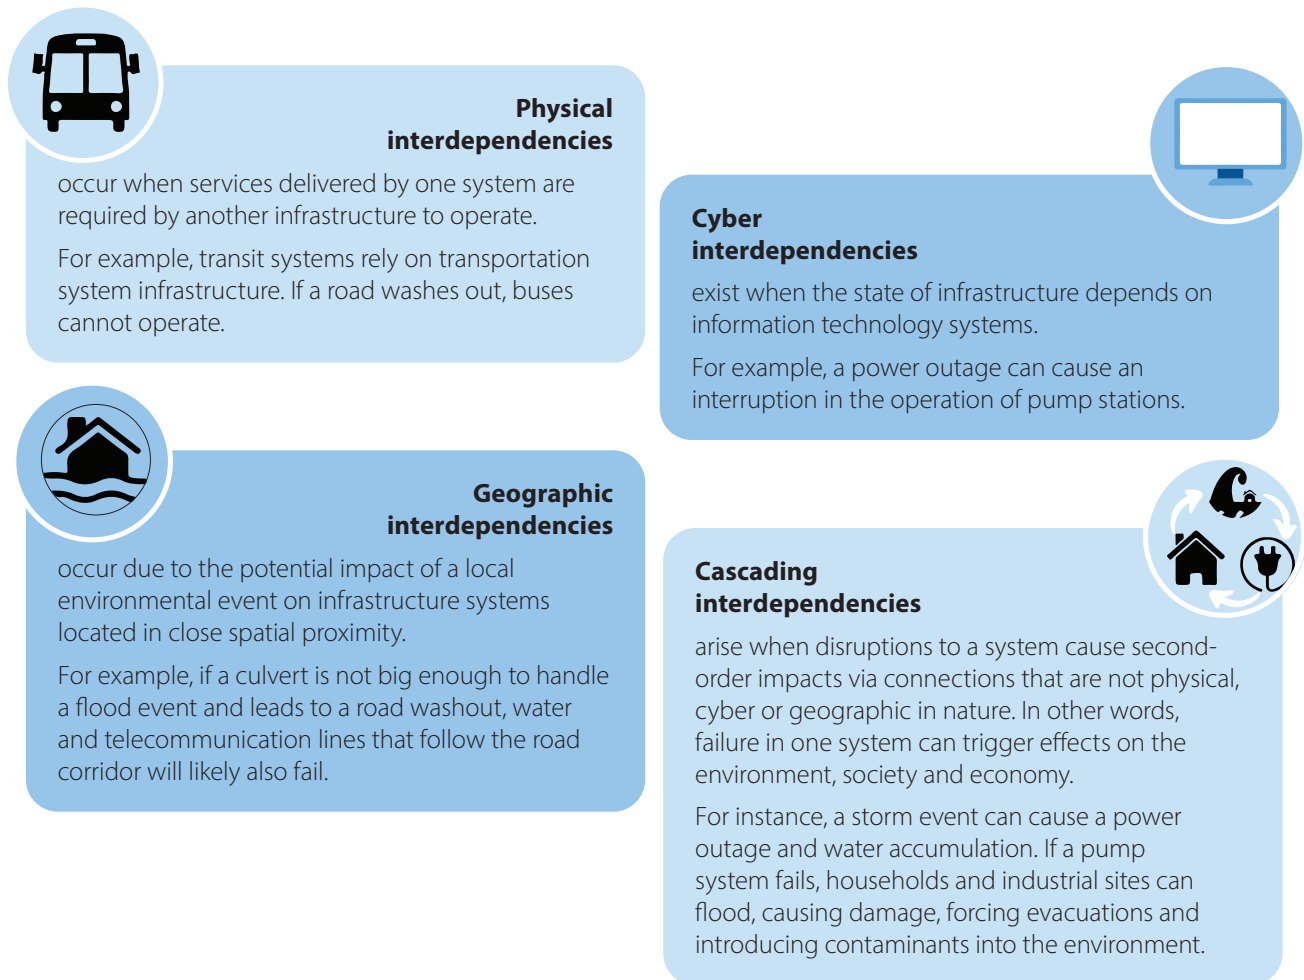 Physical
interdependencies
occur when services delivered by one system are
required by another infrastructure to operate.
For example, transit systems rely on transportation
system infrastructure. If a road washes out, buses
cannot operate.
Cyber
interdependencies
exist when the state of infrastructure depends on
information technology systems.
For example, a power outage can cause an
interruption in the operation of pump stations.
Geographic
interdependencies
occur due to the potential impact of a local
environmental event on infrastructure systems
located in close spatial proximity.
For example, if a culvert is not big enough to handle
a flood event and leads to a road washout, water
and telecommunication lines that follow the road
corridor will likely also fail.
Cascading
interdependencies
arise when disruptions to a system cause second-
order impacts via connections that are not physical,
cyber or geographic in nature. In other words,
failure in one system can trigger effects on the
environment, society and economy.
For instance, a storm event can cause a power
outage and water accumulation. If a pump
system fails, households and industrial sites can
flood, causing damage, forcing evacuations and
introducing contaminants into the environment.